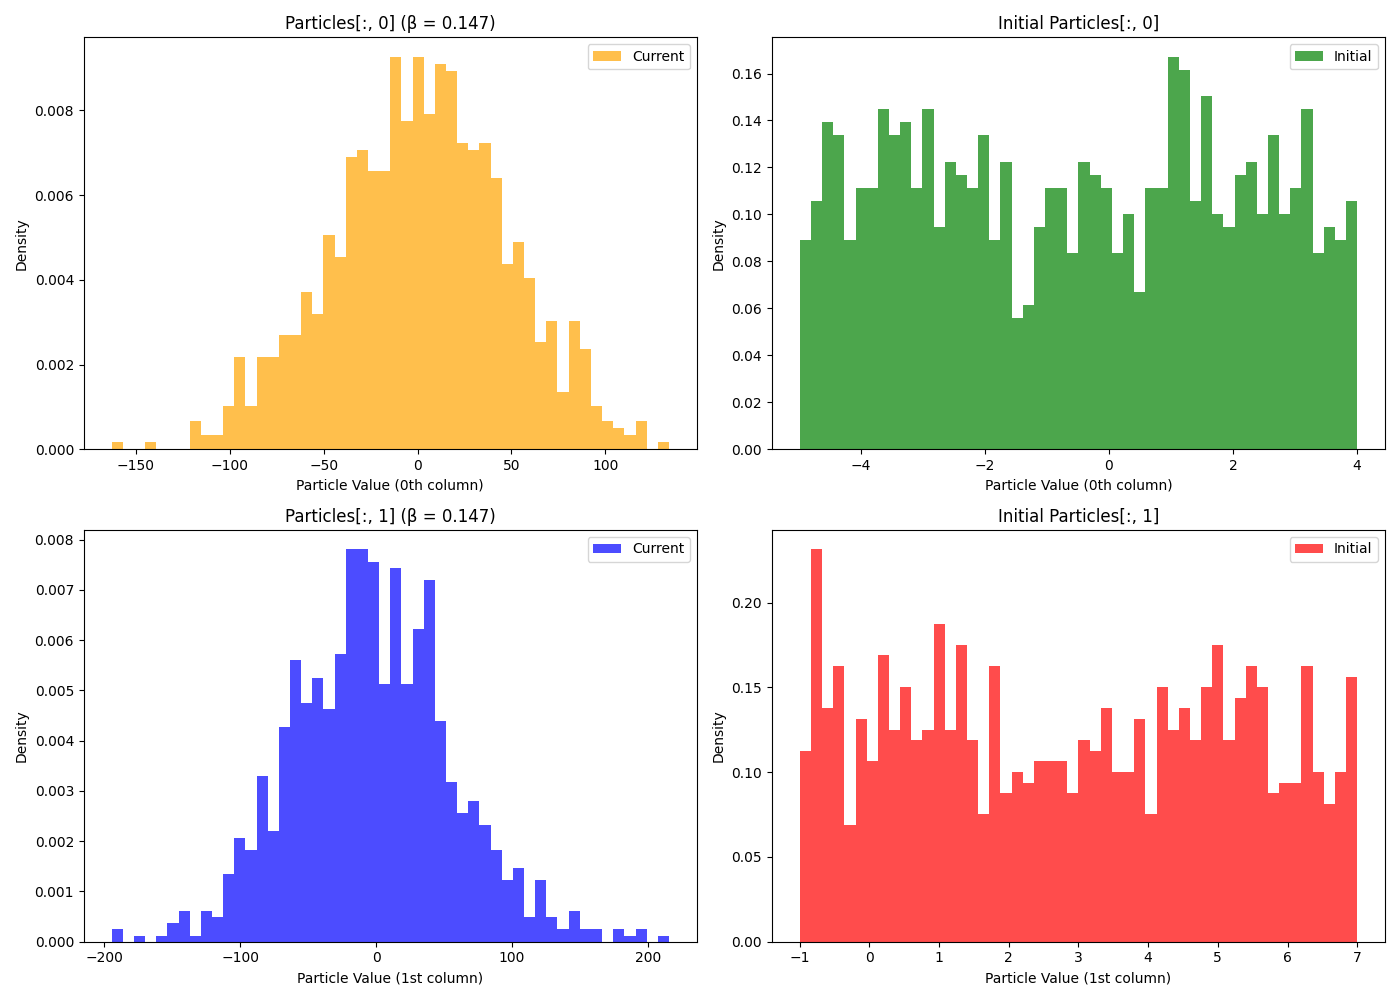 Particles[:, 0] (β = 0.147)
Current
Density
0.008
0.006
0.004
0.002
0.000
−150 −100 −50 0 50 100
Particle Value (0th column)
Initial Particles[:, 0]
Initial
Density
0.16
0.14
0.12
0.10
0.08
0.06
0.04
0.02
0.00
−4 −2 0 2 4
Particle Value (0th column)
Particles[:, 1] (β = 0.147)
Current
Density
0.008
0.007
0.006
0.005
0.004
0.003
0.002
0.001
0.000
−200 −100 0 100 200
Particle Value (1st column)
Initial Particles[:, 1]
Initial
Density
0.20
0.15
0.10
0.05
0.00
−1 0 1 2 3 4 5 6 7
Particle Value (1st column)